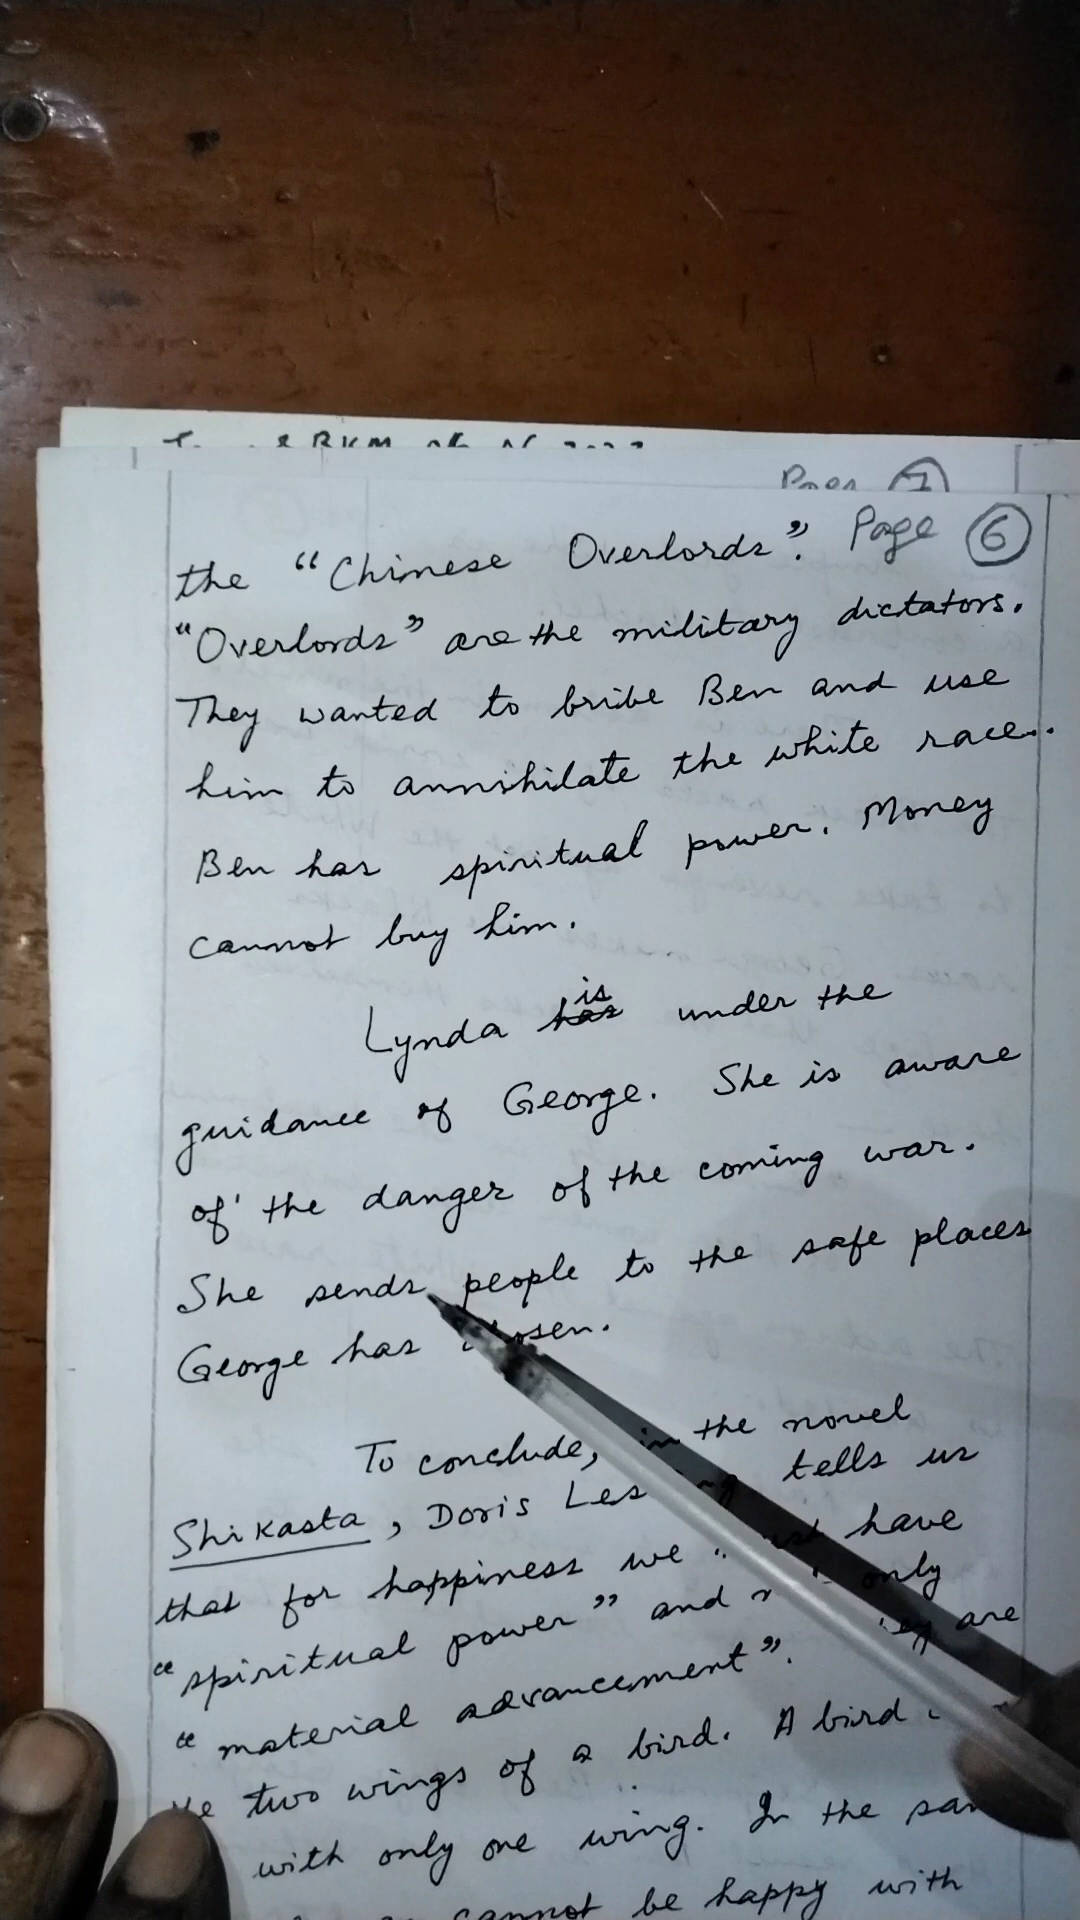 Page 7
the "Chinese Overlords". Page 6
"Overlords" are the military dictators.
They wanted to bribe Ben and use
him to annihilate the white race.
Ben has spiritual power. Money
cannot buy him.
Lynda is under the
guidance of George. She is aware
of the danger of the coming war.
She sends people to the safe places
George has
To conclude, the novel
Shikasta, Doris tells us
that for happiness we have
"spiritual power" and only
"material advancement". are
two wings of a bird. A bird
with only one wing. In the
cannot be happy with